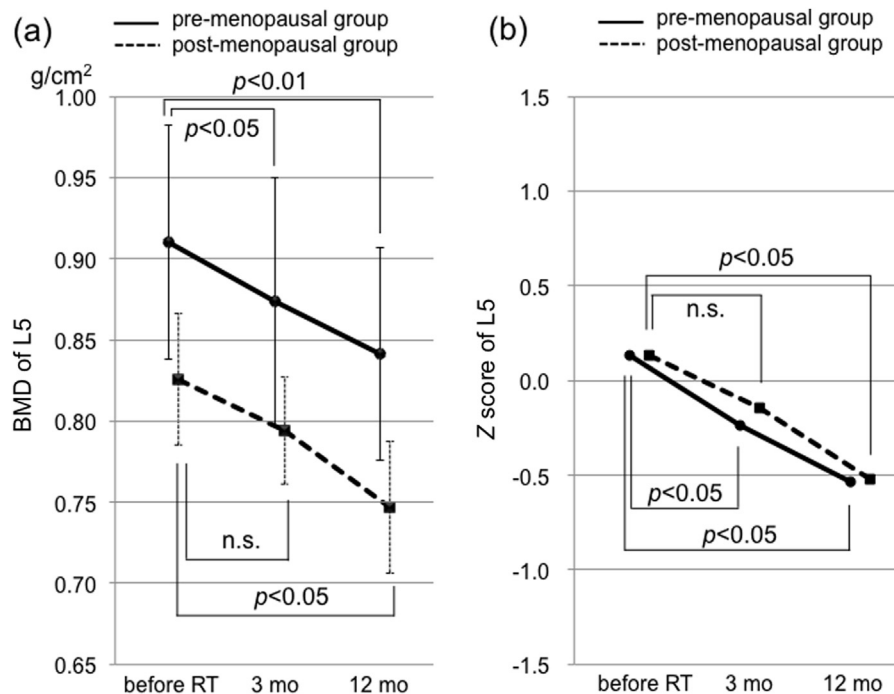 (a)
pre-menopausal group
post-menopausal group
g/cm²
1.00
0.95
0.90
0.85
0.80
0.75
0.70
0.65
BMD of L5
p<0.01
p<0.05
n.s.
p<0.05
before RT 3 mo 12 mo
(b)
pre-menopausal group
post-menopausal group
1.5
1.0
0.5
0.0
-0.5
-1.0
-1.5
Z score of L5
p<0.05
n.s.
p<0.05
p<0.05
before RT 3 mo 12 mo